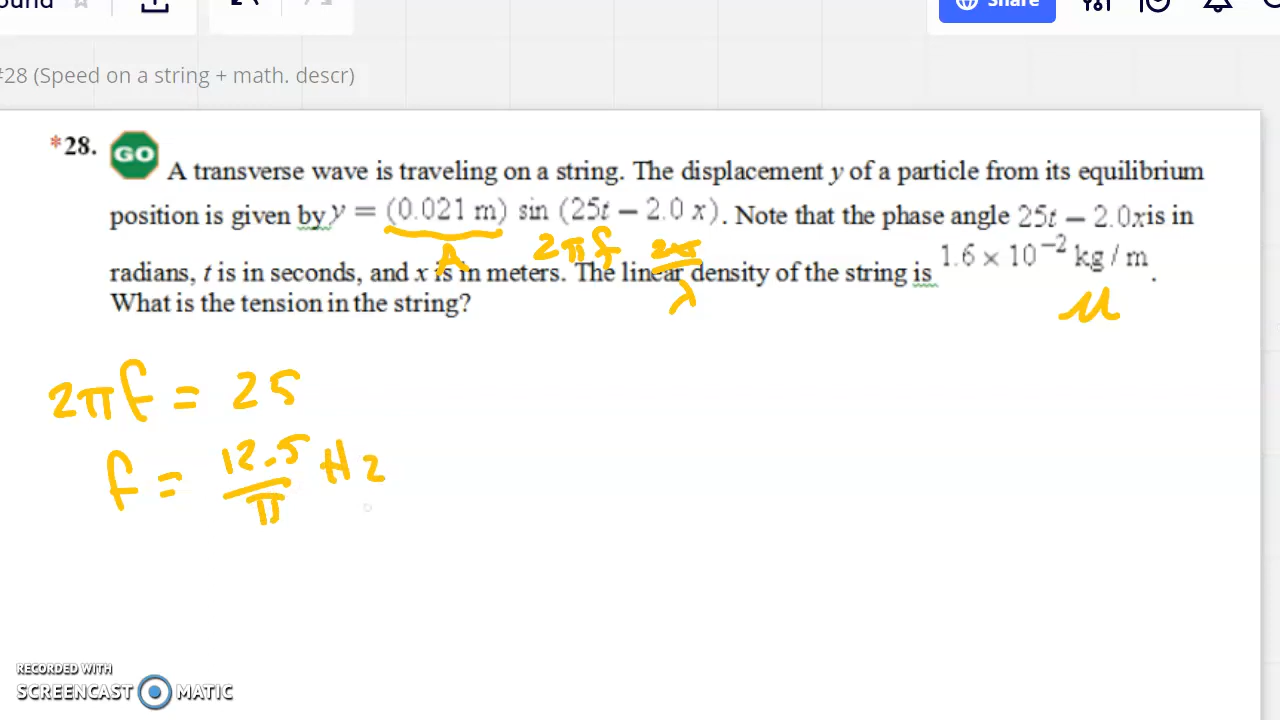 Share
#28 (Speed on a string + math. descr)
*28. GO A transverse wave is traveling on a string. The displacement y of a particle from its equilibrium
position is given by y = (0.021 m) sin (25t − 2.0 x). Note that the phase angle 25t − 2.0x is in
A 2πf 2π/λ
radians, t is in seconds, and x is in meters. The linear density of the string is 1.6 × 10⁻² kg / m.
μ
What is the tension in the string?
2πf = 25
f = 12.5/π Hz
RECORDED WITH
SCREENCAST MATIC